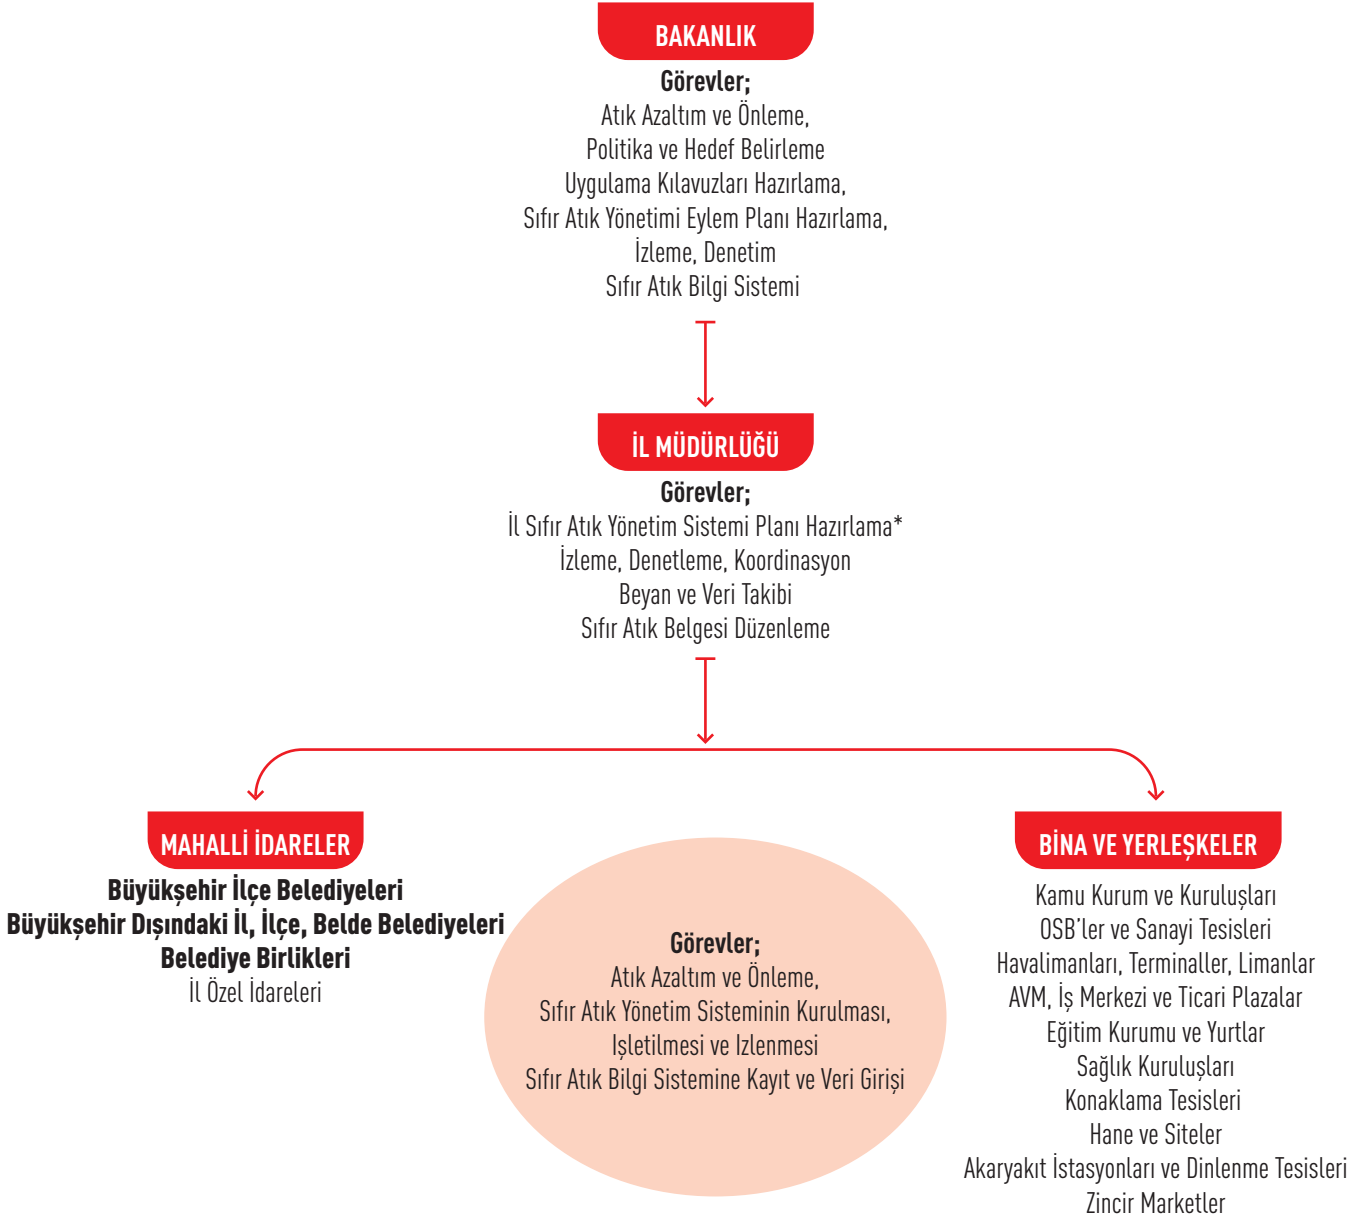 BAKANLIK
Görevler;
Atık Azaltım ve Önleme,
Politika ve Hedef Belirleme
Uygulama Kılavuzları Hazırlama,
Sıfır Atık Yönetimi Eylem Planı Hazırlama,
İzleme, Denetim
Sıfır Atık Bilgi Sistemi
İL MÜDÜRLÜĞÜ
Görevler;
İl Sıfır Atık Yönetim Sistemi Planı Hazırlama*
İzleme, Denetleme, Koordinasyon
Beyan ve Veri Takibi
Sıfır Atık Belgesi Düzenleme
MAHALLİ İDARELER
Büyükşehir İlçe Belediyeleri
Büyükşehir Dışındaki İl, İlçe, Belde Belediyeleri
Belediye Birlikleri
İl Özel İdareleri
Görevler;
Atık Azaltım ve Önleme,
Sıfır Atık Yönetim Sisteminin Kurulması,
Işletilmesi ve Izlenmesi
Sıfır Atık Bilgi Sistemine Kayıt ve Veri Girişi
BİNA VE YERLEŞKELER
Kamu Kurum ve Kuruluşları
OSB'ler ve Sanayi Tesisleri
Havalimanları, Terminaller, Limanlar
AVM, İş Merkezi ve Ticari Plazalar
Eğitim Kurumu ve Yurtlar
Sağlık Kuruluşları
Konaklama Tesisleri
Hane ve Siteler
Akaryakıt İstasyonları ve Dinlenme Tesisleri
Zincir Marketler